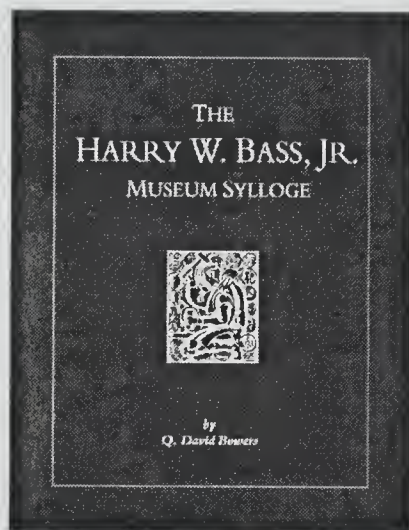 THE
HARRY W. BASS, JR.
MUSEUM SYLLOGE
by
Q. David Bowers